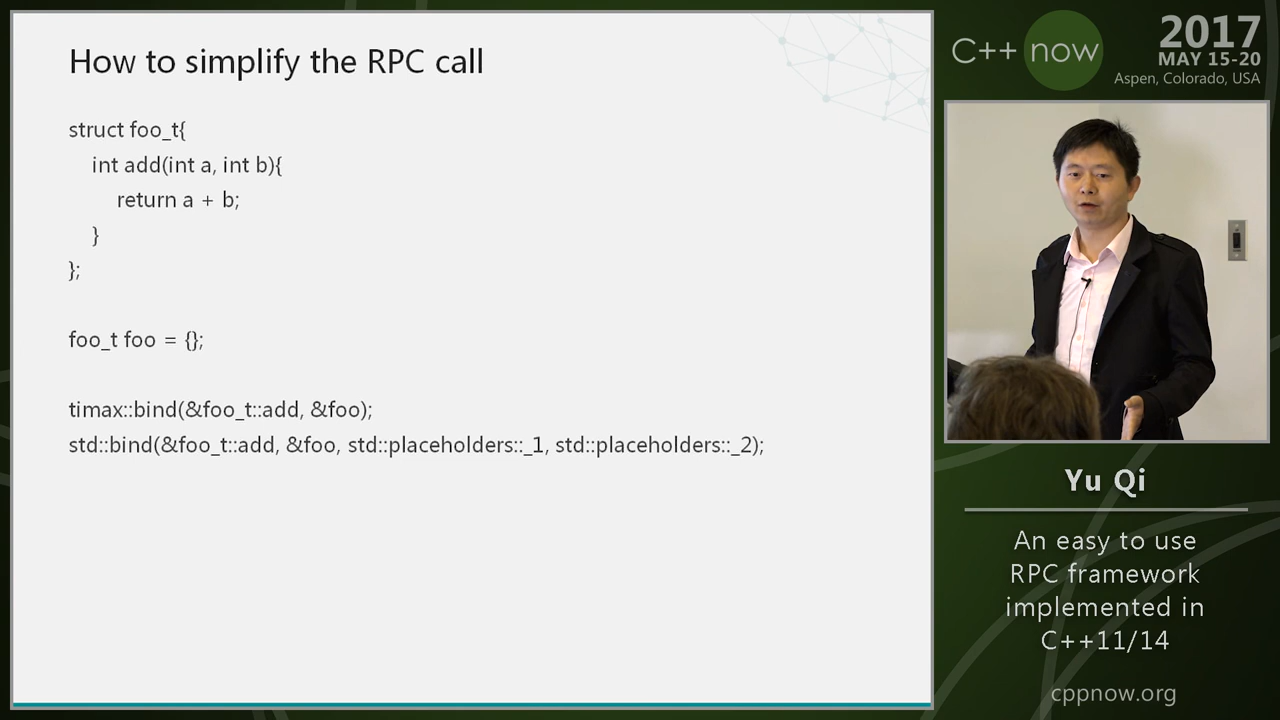 How to simplify the RPC call
struct foo_t{
int add(int a, int b){
return a + b;
}
};
foo_t foo = {};
timax::bind(&foo_t::add, &foo);
std::bind(&foo_t::add, &foo, std::placeholders::_1, std::placeholders::_2);
C++ now
2017
MAY 15-20
Aspen, Colorado, USA
Yu Qi
An easy to use
RPC framework
implemented in
C++11/14
cppnow.org